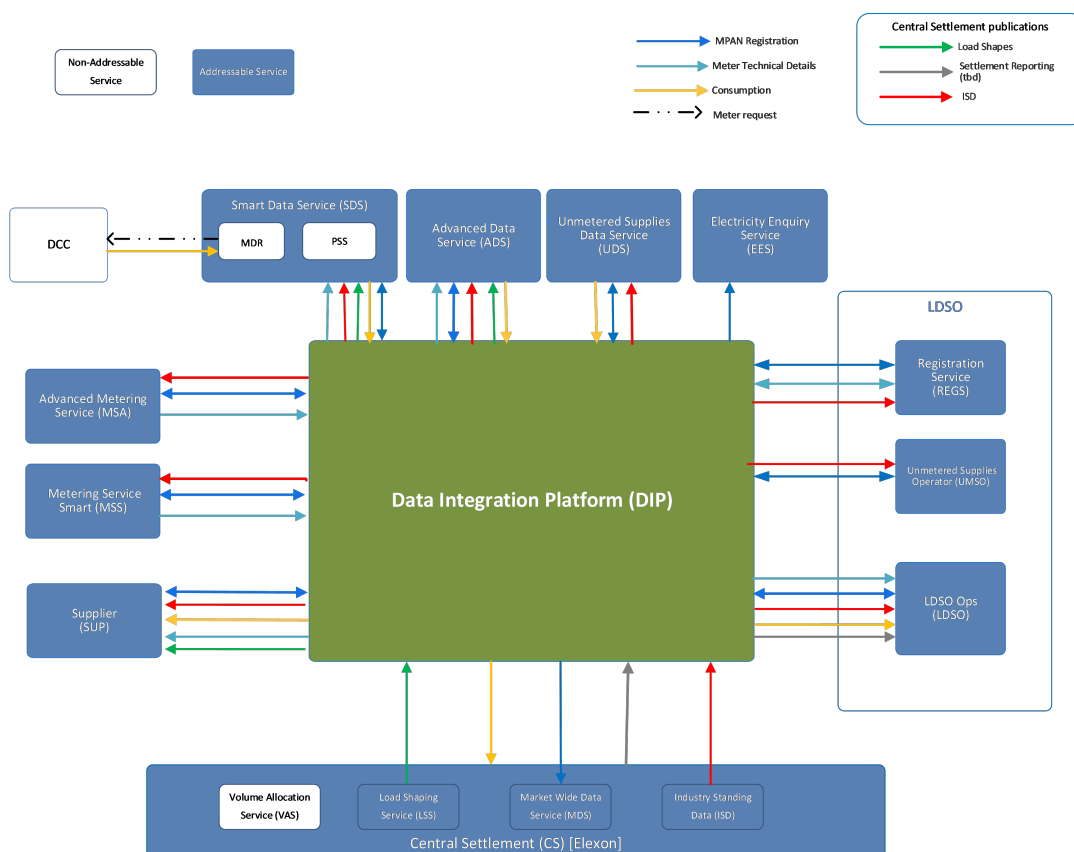 Non-Addressable
Service
Addressable Service
MPAN Registration
Meter Technical Details
Consumption
Meter request
Central Settlement publications
Load Shapes
Settlement Reporting
(tbd)
ISD
DCC
Smart Data Service (SDS)
MDR
PSS
Advanced Data
Service (ADS)
Unmetered Supplies
Data Service
(UDS)
Electricity Enquiry
Service
(EES)
LDSO
Registration
Service
(REGS)
Unmetered Supplies
Operator (UMSO)
LDSO Ops
(LDSO)
Advanced Metering
Service (MSA)
Metering Service
Smart (MSS)
Supplier
(SUP)
Data Integration Platform (DIP)
Volume Allocation
Service (VAS)
Load Shaping
Service (LSS)
Market Wide Data
Service (MDS)
Industry Standing
Data (ISD)
Central Settlement (CS) [Elexon]